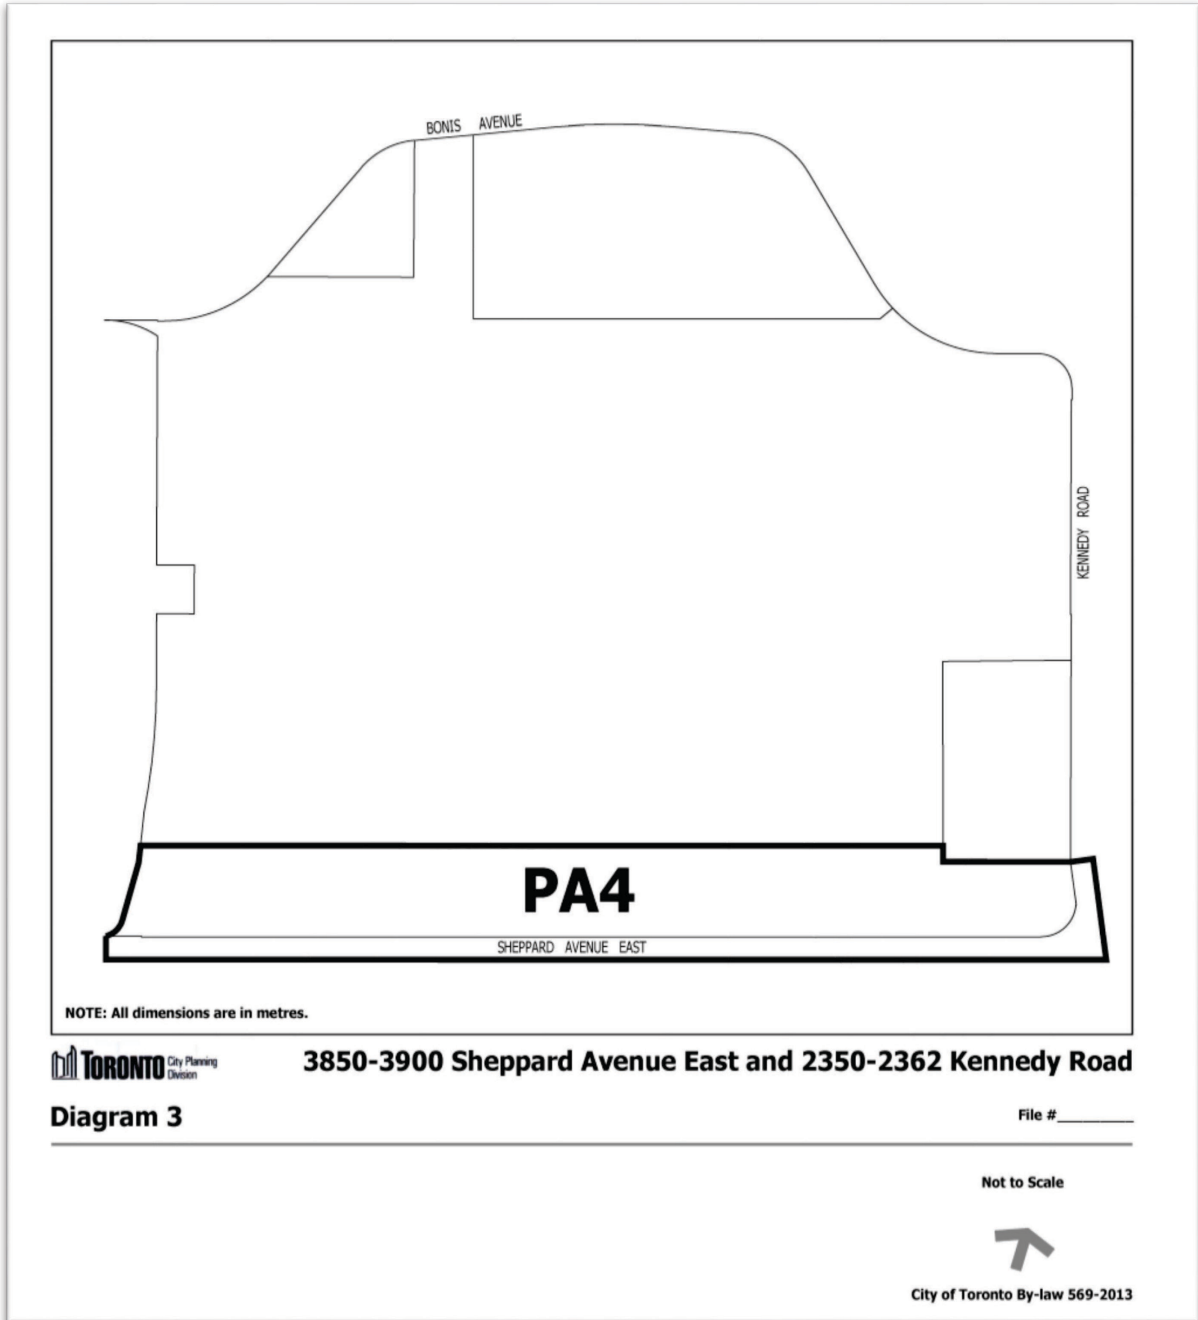 BONIS AVENUE
KENNEDY ROAD
PA4
SHEPPARD AVENUE EAST
NOTE: All dimensions are in metres.
TORONTO City Planning
Division
3850-3900 Sheppard Avenue East and 2350-2362 Kennedy Road
Diagram 3
File #_________
Not to Scale
City of Toronto By-law 569-2013